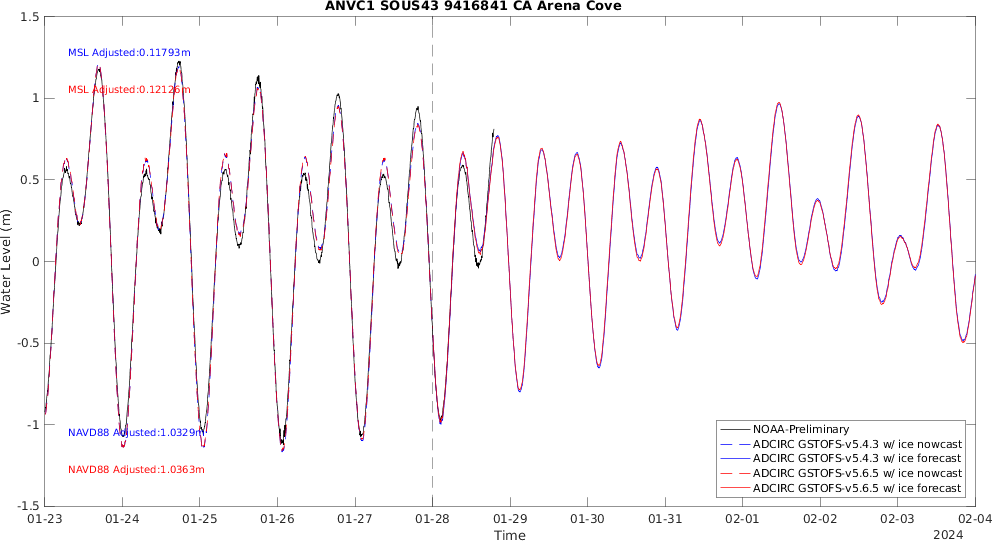 ANVC1 SOUS43 9416841 CA Arena Cove
1.5
MSL Adjusted:0.11793m
MSL Adjusted:0.12126m
1
0.5
0
-0.5
-1
-1.5
Water Level (m)
NAVD88 Adjusted:1.0329m
NAVD88 Adjusted:1.0363m
NOAA-Preliminary
ADCIRC GSTOFS-v5.4.3 w/ ice nowcast
ADCIRC GSTOFS-v5.4.3 w/ ice forecast
ADCIRC GSTOFS-v5.6.5 w/ ice nowcast
ADCIRC GSTOFS-v5.6.5 w/ ice forecast
01-23 01-24 01-25 01-26 01-27 01-28 01-29 01-30 01-31 02-01 02-02 02-03 02-04
Time
2024